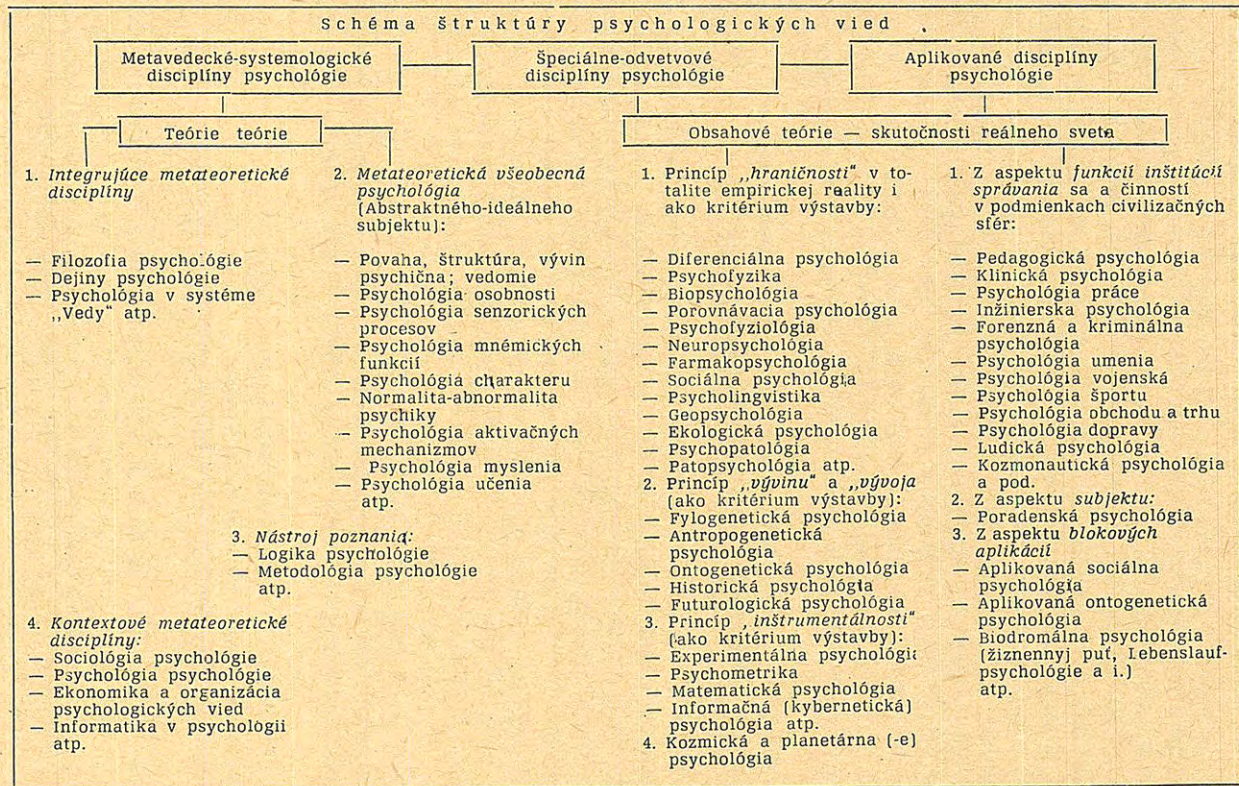 Schéma štruktúry psychologických vied
Metavedecké-systemologické
disciplíny psychológie
Špeciálne-odvetvové
disciplíny psychológie
Aplikované disciplíny
psychológie
Teórie teórie
Obsahové teórie — skutočnosti reálneho sveta
1. Integrujúce metateoretické
disciplíny
— Filozofia psychológie
— Dejiny psychológie
— Psychológia v systéme
„Vedy" atp.
2. Metateoretická všeobecná
psychológia
(Abstraktného-ideálneho
subjektu):
— Povaha, štruktúra, vývin
psychična; vedomie
— Psychológia osobnosti
— Psychológia senzorických
procesov
— Psychológia mnémických
funkcií
— Psychológia charakteru
— Normalita-abnormalita
psychiky
— Psychológia aktivačných
mechanizmov
— Psychológia myslenia
— Psychológia učenia
atp.
3. Nástroj poznania:
— Logika psychológie
— Metodológia psychológie
atp.
4. Kontextové metateoretické
disciplíny:
— Sociológia psychológie
— Psychológia psychológie
— Ekonomika a organizácia
psychologických vied
— Informatika v psychológii
atp.
1. Princíp „hraničnosti" v to-
talite empirickej reality i
ako kritérium výstavby:
— Diferenciálna psychológia
— Psychofyzika
— Biopsychológia
— Porovnávacia psychológia
— Psychofyziológia
— Neuropsychológia
— Farmakopsychológia
— Sociálna psychológia
— Psycholingvistika
— Geopsychológia
— Ekologická psychológia
— Psychopatológia
— Patopsychológia atp.
2. Princíp „vývinu" a „vývoja
(ako kritérium výstavby):
— Fylogenetická psychológia
— Antropogenetická
psychológia
— Ontogenetická psychológia
— Historická psychológia
— Futurologická psychológia
3. Princíp „inštrumentálnosti"
(ako kritérium výstavby):
— Experimentálna psychológia
— Psychometrika
— Matematická psychológia
— Informačná (kybernetická)
psychológia atp.
4. Kozmická a planetárna (-e)
psychológia
1. Z aspektu funkcií inštitúcií
správania sa a činností
v podmienkach civilizačných
sfér:
— Pedagogická psychológia
— Klinická psychológia
— Psychológia práce
— Inžinierska psychológia
— Forenzná a kriminálna
psychológia
— Psychológia umenia
— Psychológia vojenská
— Psychológia športu
— Psychológia obchodu a trhu
— Psychológia dopravy
— Ludická psychológia
— Kozmonautická psychológia
a pod.
2. Z aspektu subjektu:
— Poradenská psychológia
3. Z aspektu blokových
aplikácií
— Aplikovaná sociálna
psychológia
— Aplikovaná ontogenetická
psychológia
— Biodromálna psychológia
(žiznennyj puť, Lebenslauf-
psychológie a i.)
atp.